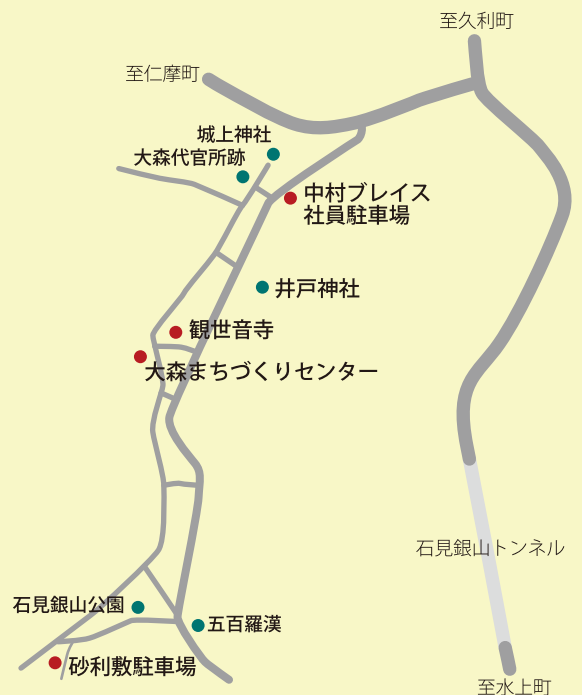 至久利町
至仁摩町
城上神社
大森代官所跡
中村ブレイス
社員駐車場
井戸神社
観世音寺
大森まちづくりセンター
石見銀山トンネル
石見銀山公園
五百羅漢
砂利敷駐車場
至水上町